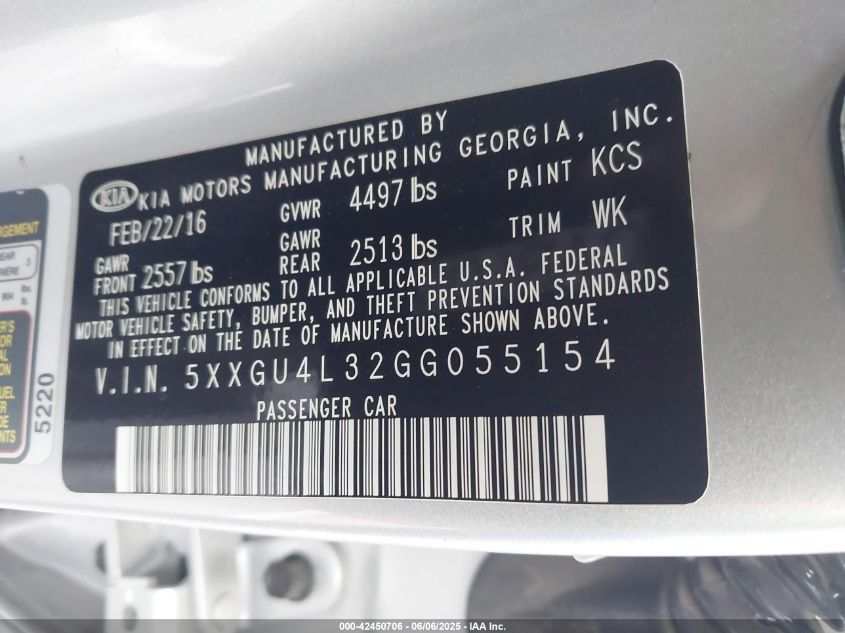 MANUFACTURED BY
KIA KIA MOTORS MANUFACTURING GEORGIA, INC.
FEB/22/16 GVWR 4497 lbs PAINT KCS
GAWR FRONT 2557 lbs GAWR REAR 2513 lbs TRIM WK
THIS VEHICLE CONFORMS TO ALL APPLICABLE U.S.A. FEDERAL
MOTOR VEHICLE SAFETY, BUMPER, AND THEFT PREVENTION STANDARDS
IN EFFECT ON THE DATE OF MANUFACTURE SHOWN ABOVE.
V.I.N. 5XXGU4L32GG055154
PASSENGER CAR
5220
000-42450706 - 06/06/2025 - IAA Inc.